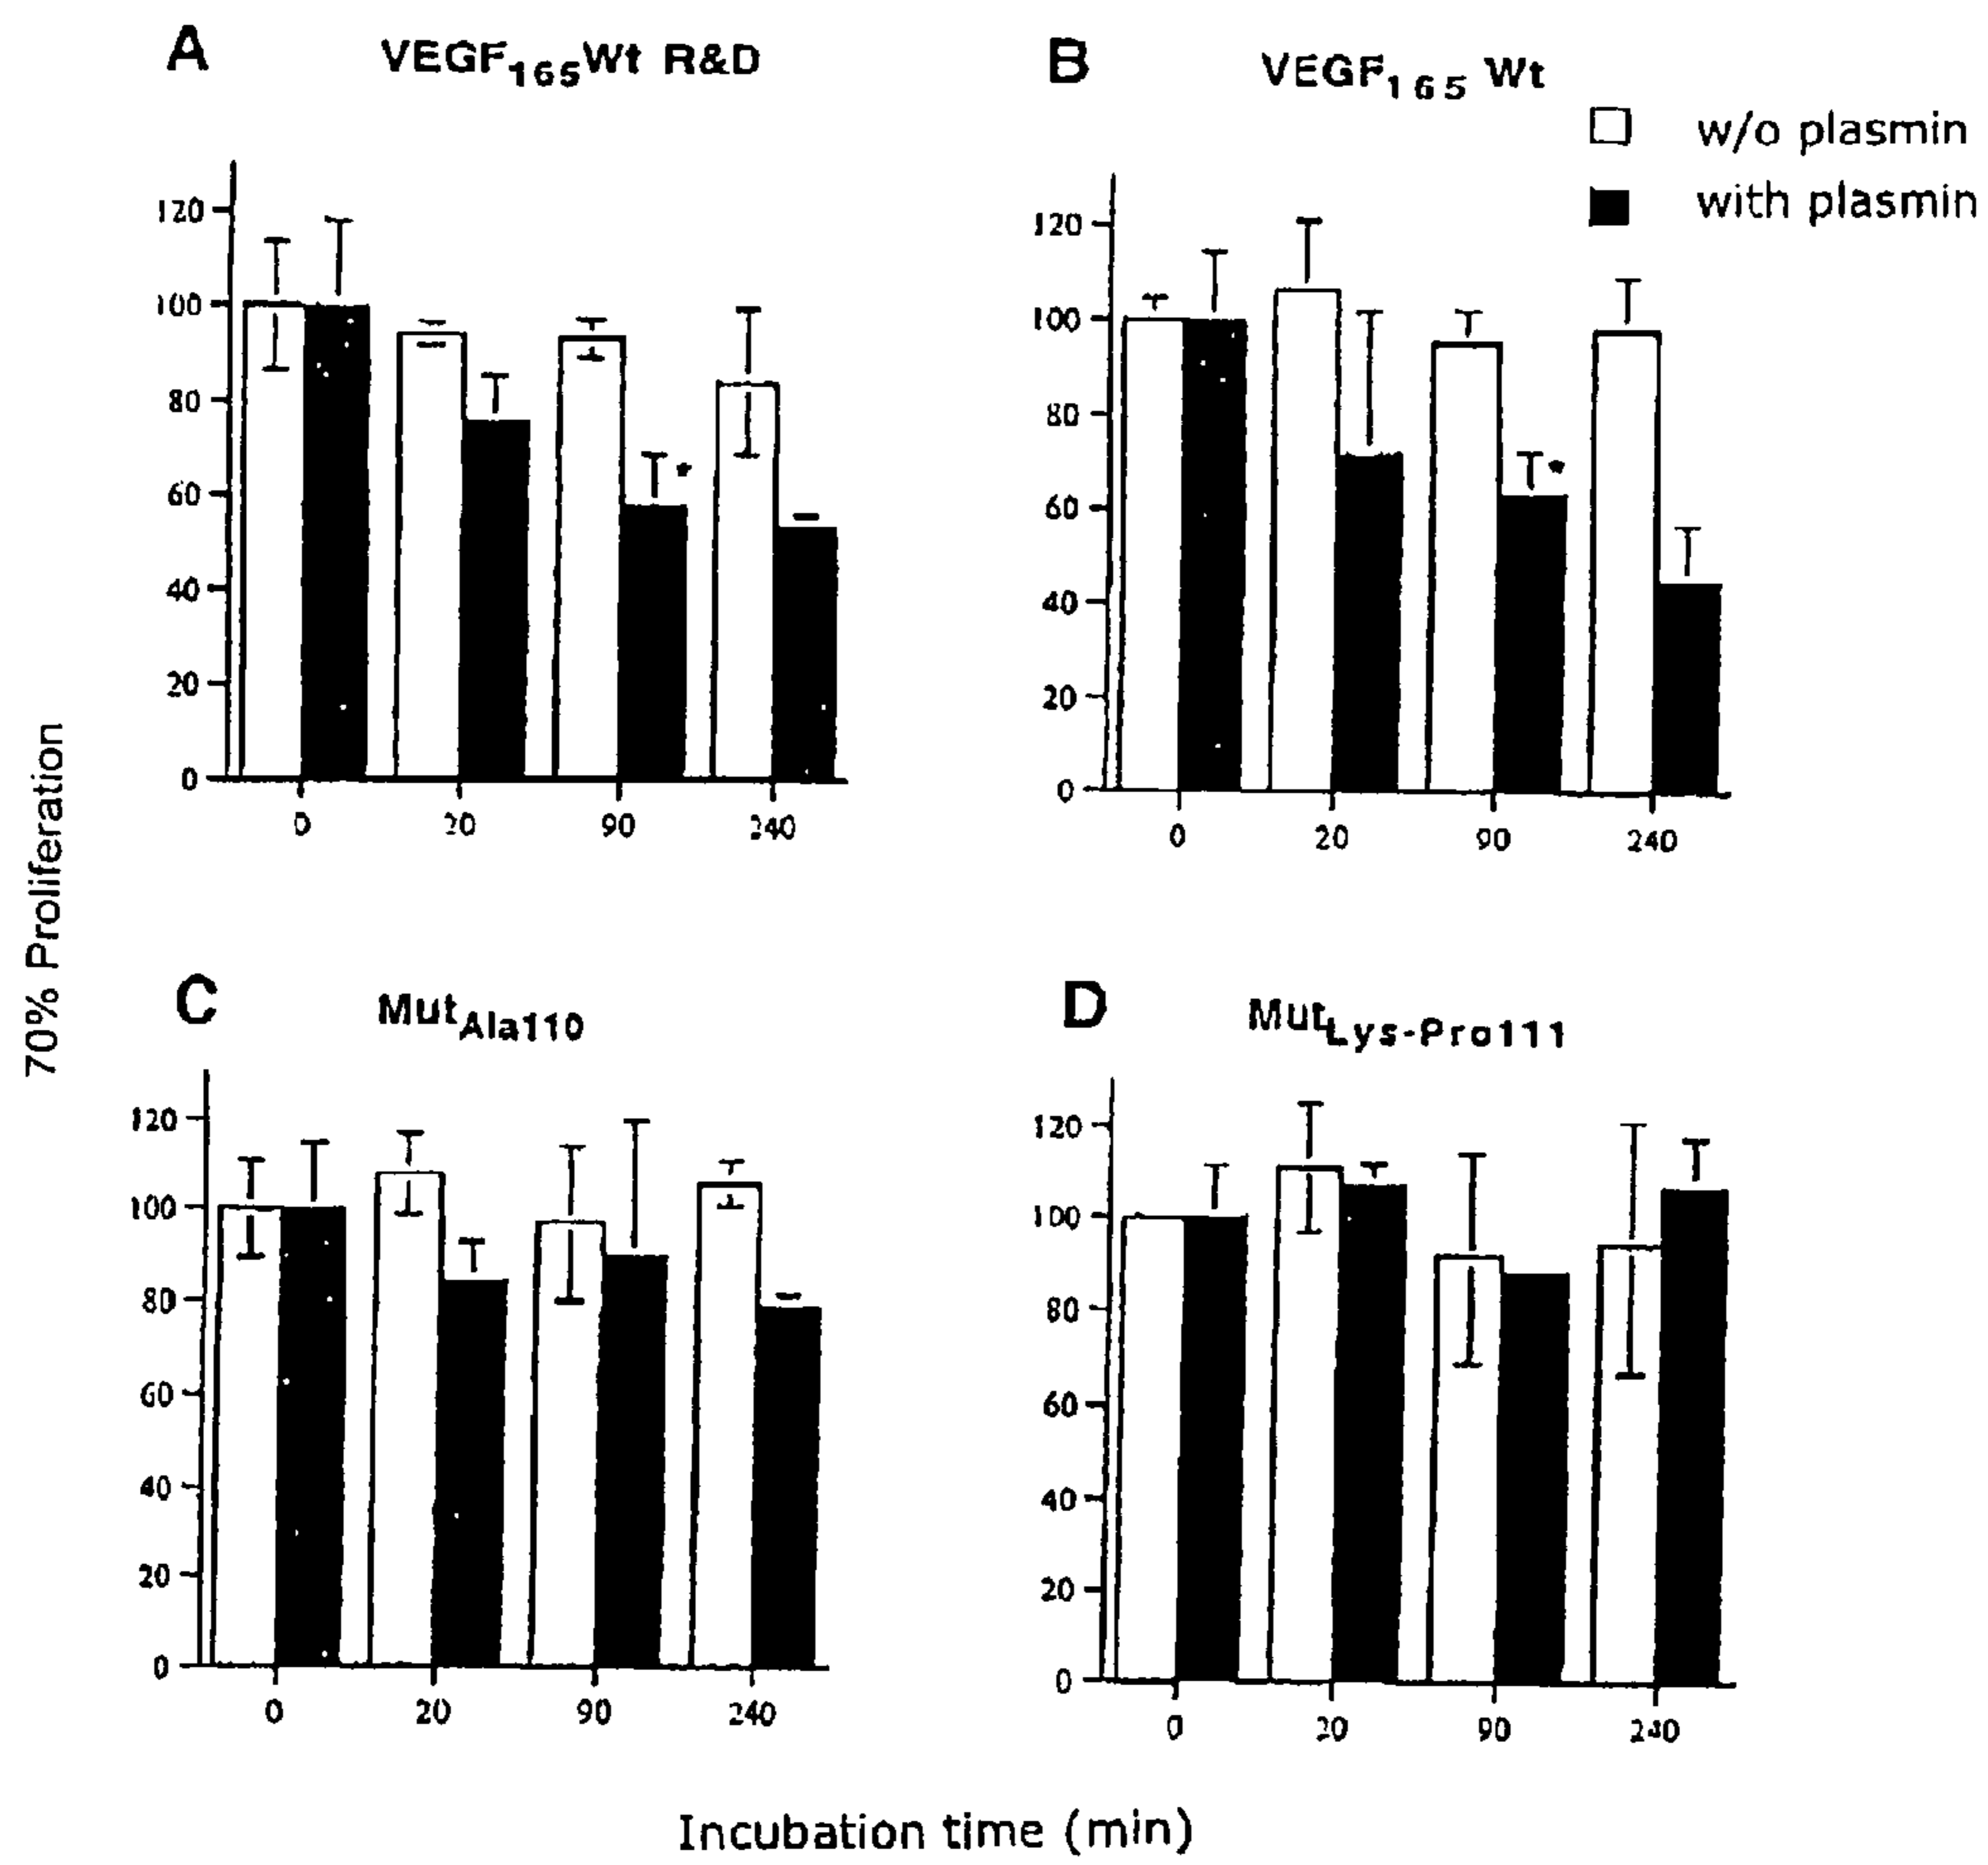 A VEGF165Wt R&D
B VEGF165 Wt
w/o plasmin
with plasmin
120
100
80
60
40
20
0
0 20 90 240
120
100
80
60
40
20
0
0 20 90 240
70% Proliferation
C MutAla110
D MutLys-Pro111
120
100
80
60
40
20
0
0 20 90 240
120
100
80
60
40
20
0
0 20 90 240
Incubation time (min)